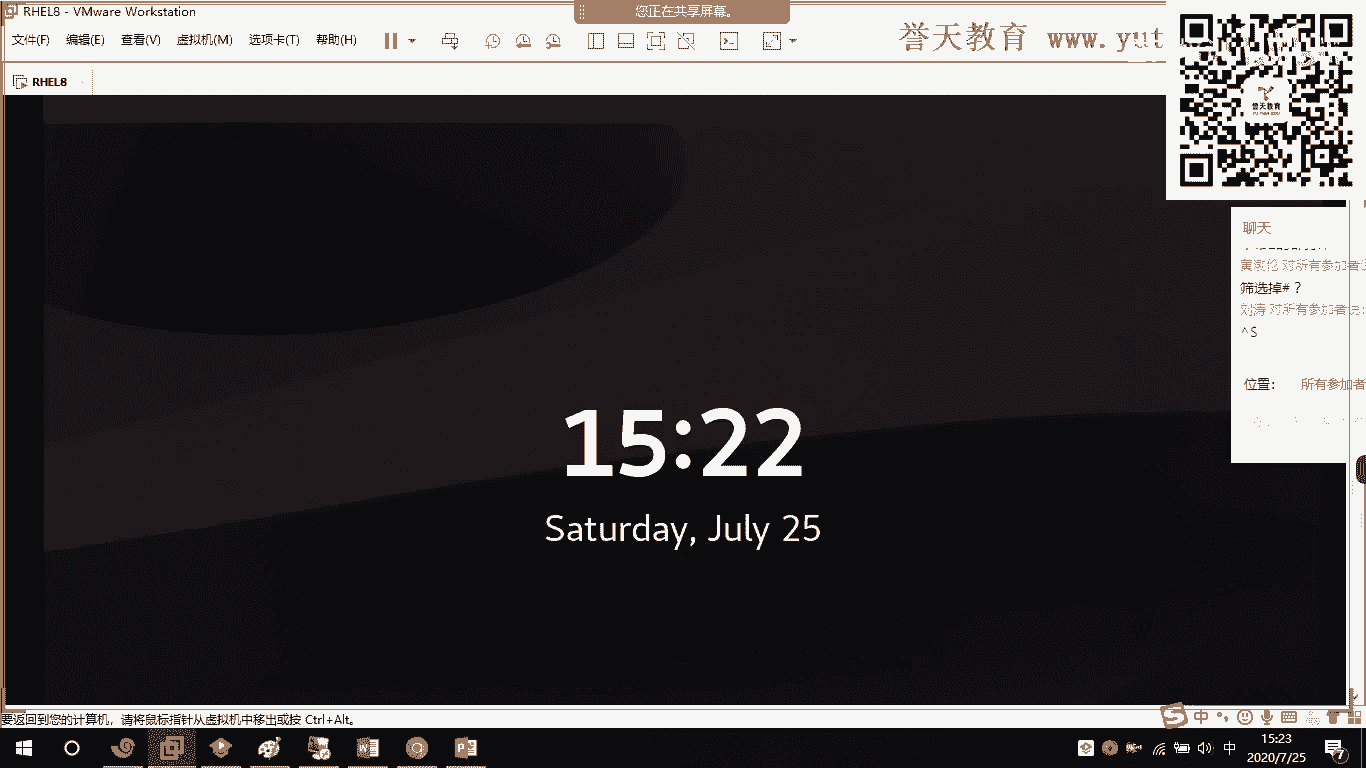 RHEL8 - VMware Workstation
您正在共享屏幕。
文件(F) 编辑(E) 查看(V) 虚拟机(M) 选项卡(T) 帮助(H)
誉天教育 www.yut
誉天教育
RHEL8
聊天
对所有参加者
筛选掉#？
刘涛 对所有参加者说:
^S
位置： 所有参加者
15:22
Saturday, July 25
要返回到您的计算机，请将鼠标指针从虚拟机中移出或按 Ctrl+Alt。
中
中
15:23
2020/7/25
7